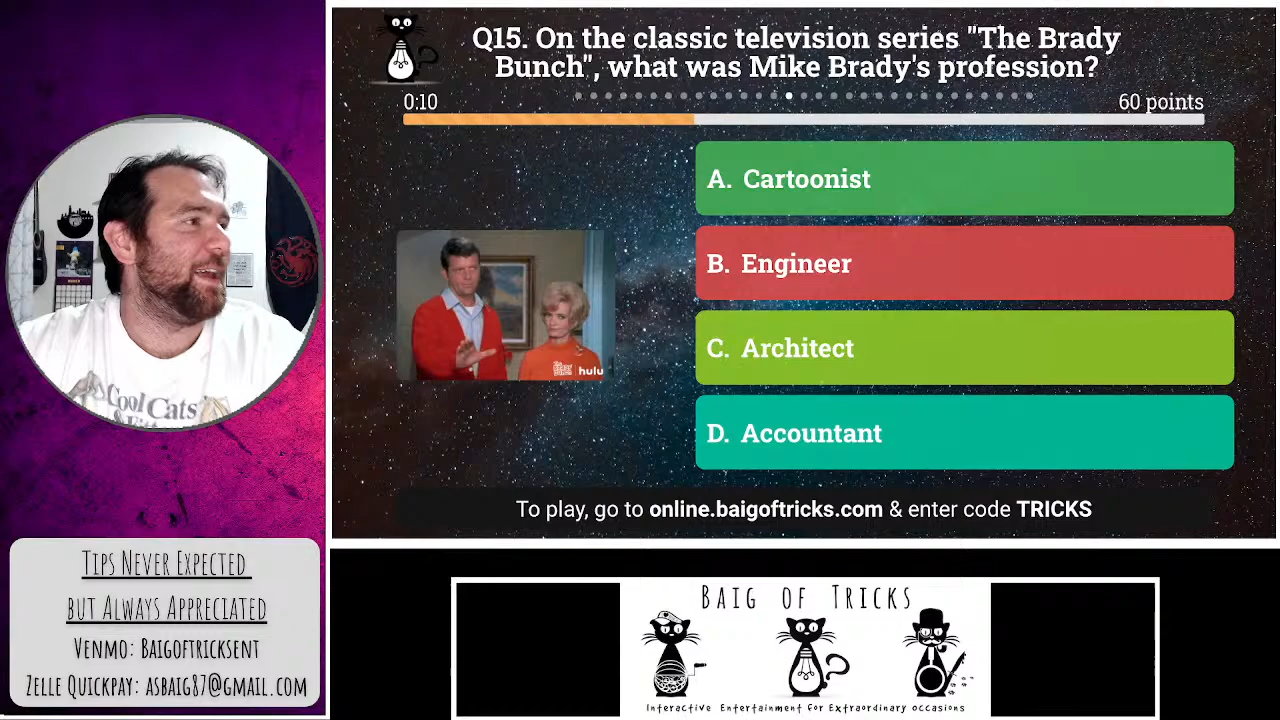 Q15. On the classic television series "The Brady
Bunch", what was Mike Brady's profession?
0:10
60 points
A. Cartoonist
B. Engineer
C. Architect
D. Accountant
hulu
To play, go to online.baigoftricks.com & enter code TRICKS
Cool Cats
Tips Never Expected
but Always Appreciated
Venmo: Baigoftricksent
Zelle Quickpay: asbaig87@gmail.com
Baig of Tricks
Interactive Entertainment for Extraordinary Occasions